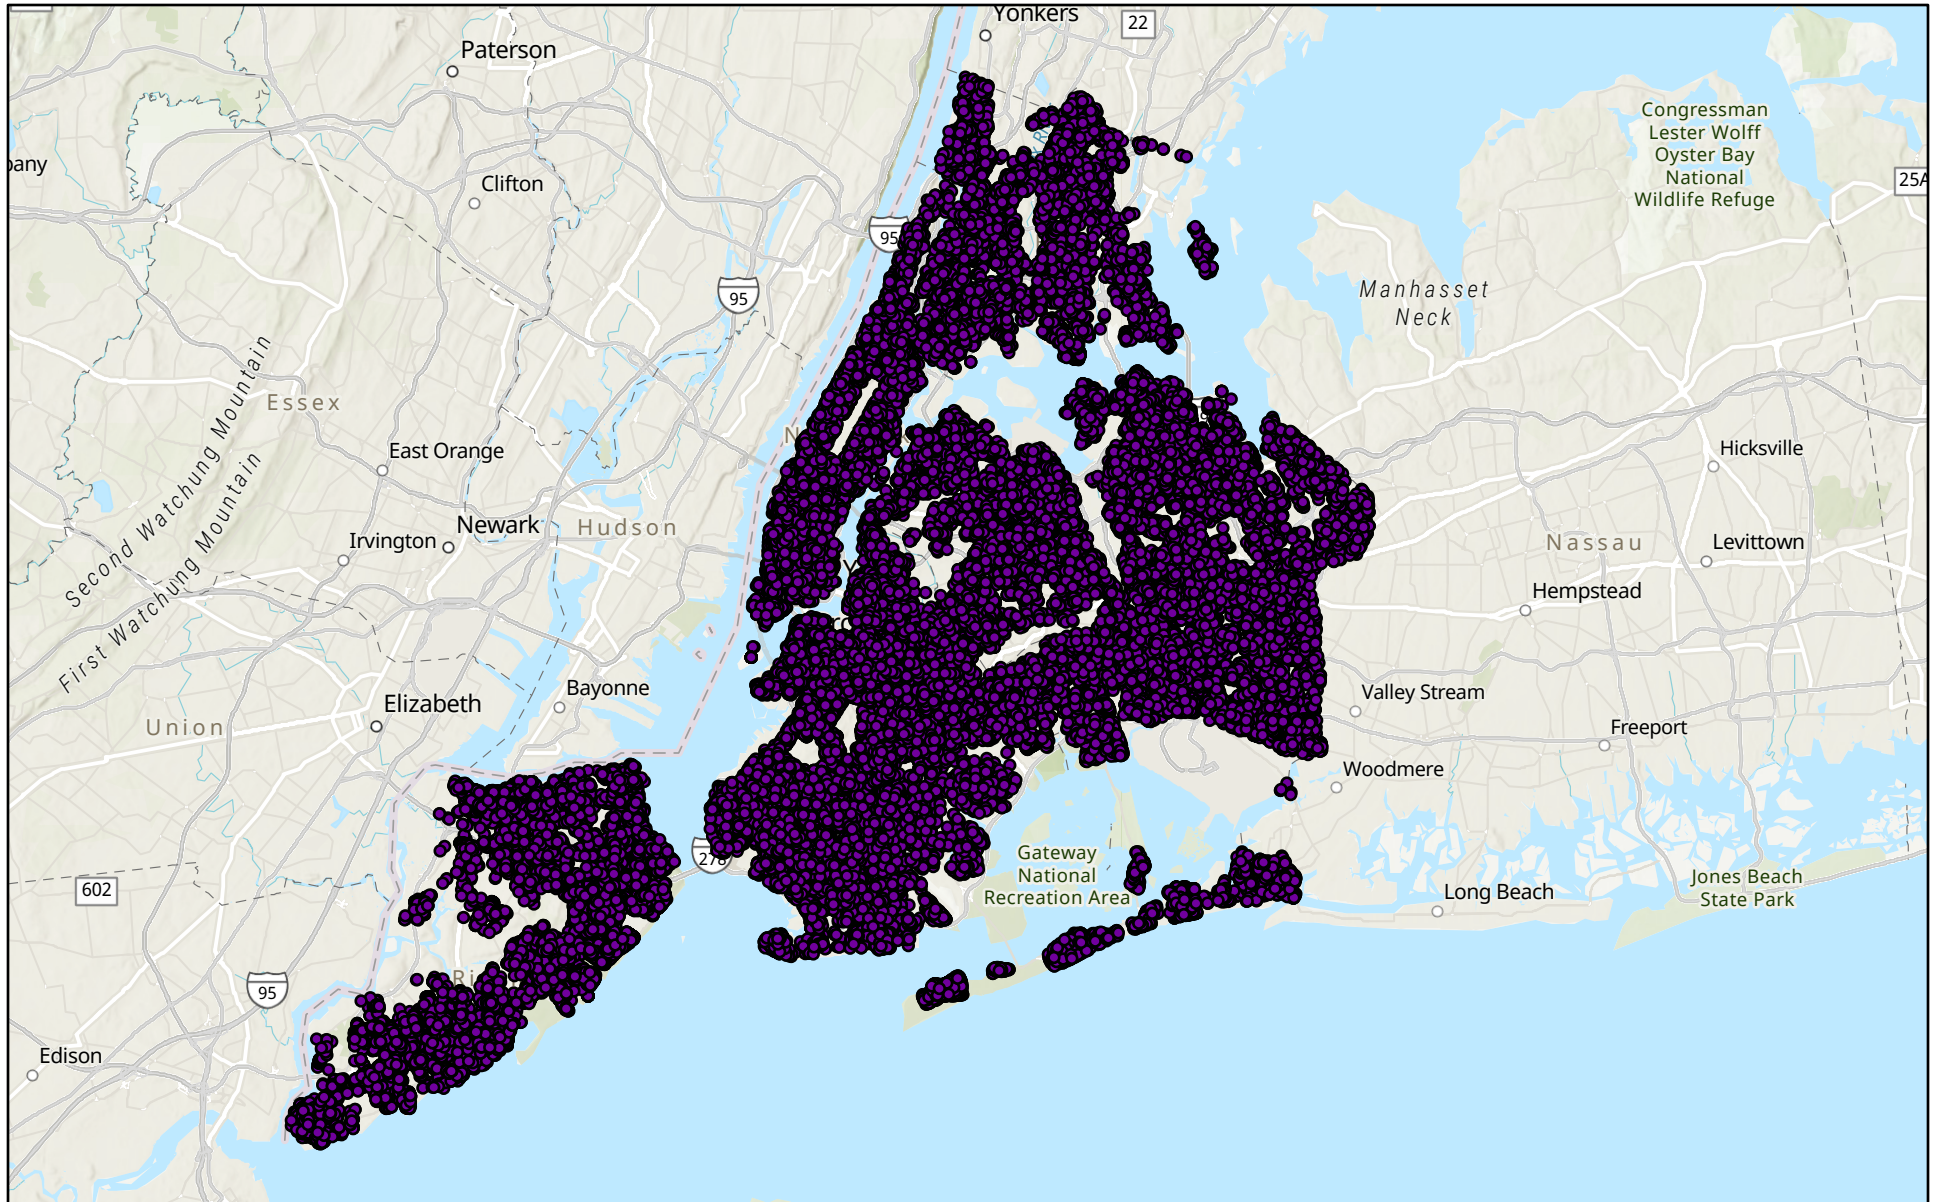 Yonkers
22
Paterson
Congressman
Lester Wolff
Oyster Bay
National
Wildlife Refuge
25A
Clifton
95
95
Manhasset
Neck
Essex
Second Watchung Mountain
First Watchung Mountain
East Orange
Hicksville
Newark
Hudson
Irvington
Nassau
Levittown
Hempstead
Bayonne
Elizabeth
Valley Stream
Union
Freeport
Woodmere
278
Gateway
National
Recreation Area
602
Long Beach
Jones Beach
State Park
95
Edison